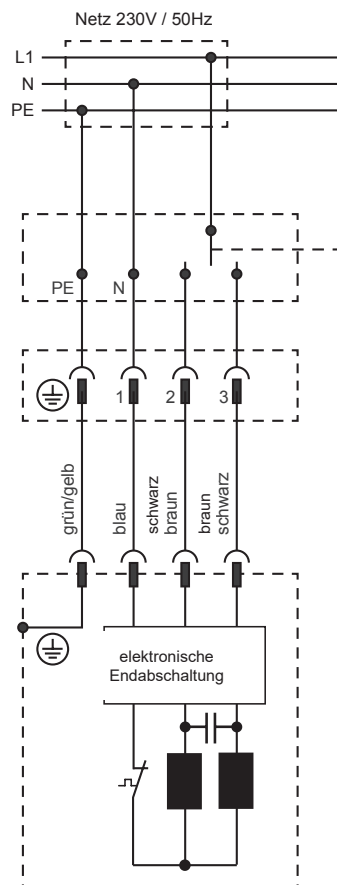 Netz 230V / 50Hz
L1
N
PE
PE N
1 2 3
grün/gelb
blau
schwarz
braun
braun
schwarz
elektronische
Endabschaltung